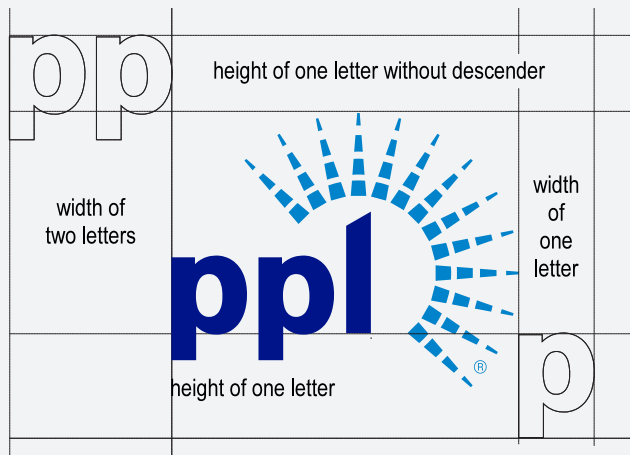 pp
height of one letter without descender
width of
two letters
width
of
one
letter
ppl
®
p
height of one letter